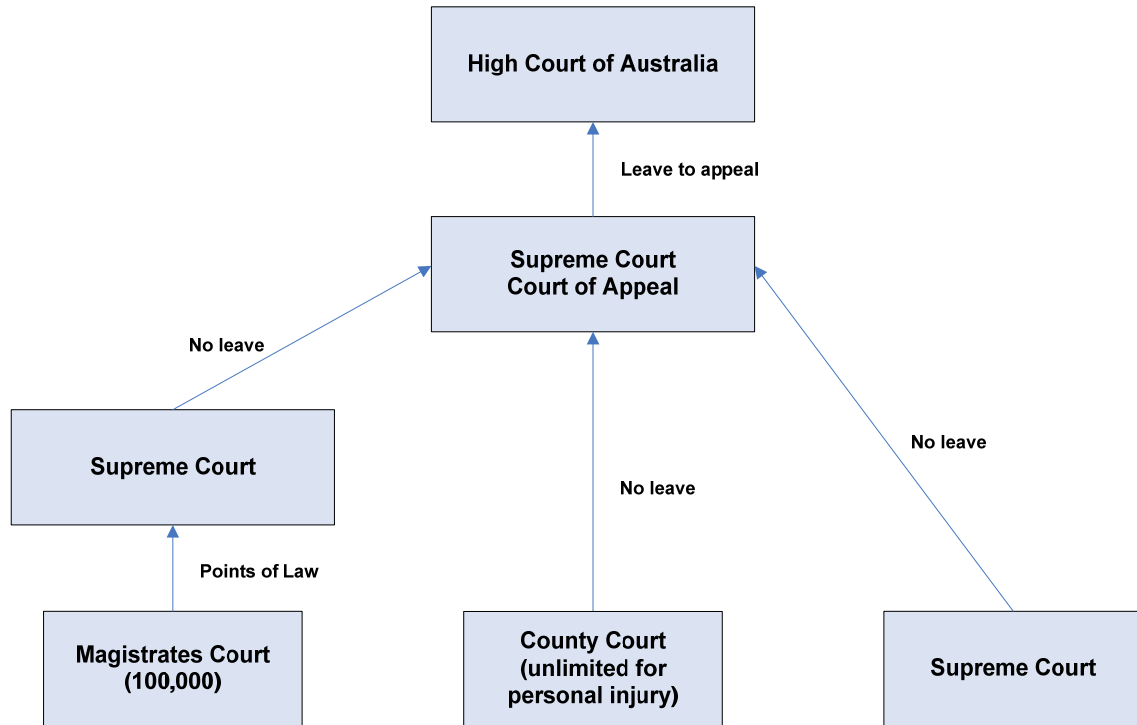 High Court of Australia
Leave to appeal
Supreme Court
Court of Appeal
No leave
No leave
Supreme Court
No leave
Points of Law
Magistrates Court
(100,000)
County Court
(unlimited for
personal injury)
Supreme Court